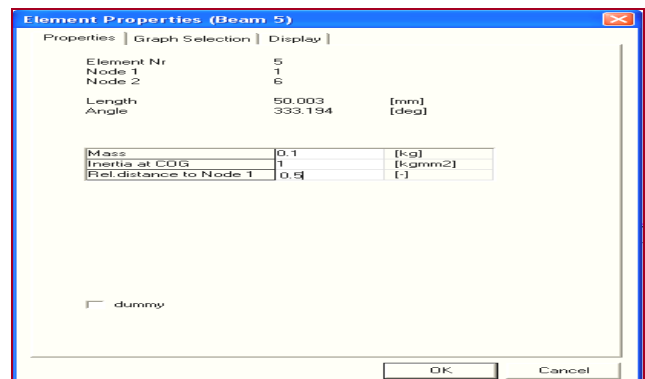 Element Properties (Beam 5)
Properties Graph Selection Display
Element Nr 5
Node 1 1
Node 2 6
Length 50.003 [mm]
Angle 333.194 [deg]
Mass 0.1 [kg]
Inertia at COG 1 [kgmm2]
Rel.distance to Node 1 0.5 [-]
dummy
OK Cancel